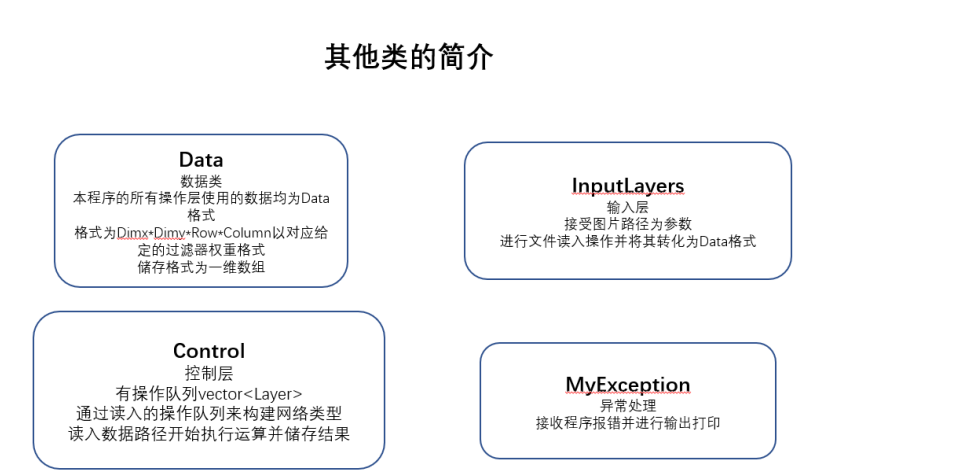 其他类的简介
Data
数据类
本程序的所有操作层使用的数据均为Data
格式
格式为Dimx*Dimy*Row*Column以对应给
定的过滤器权重格式
储存格式为一维数组
InputLayers
输入层
接受图片路径为参数
进行文件读入操作并将其转化为Data格式
Control
控制层
有操作队列vector<Layer>
通过读入的操作队列来构建网络类型
读入数据路径开始执行运算并储存结果
MyException
异常处理
接收程序报错并进行输出打印